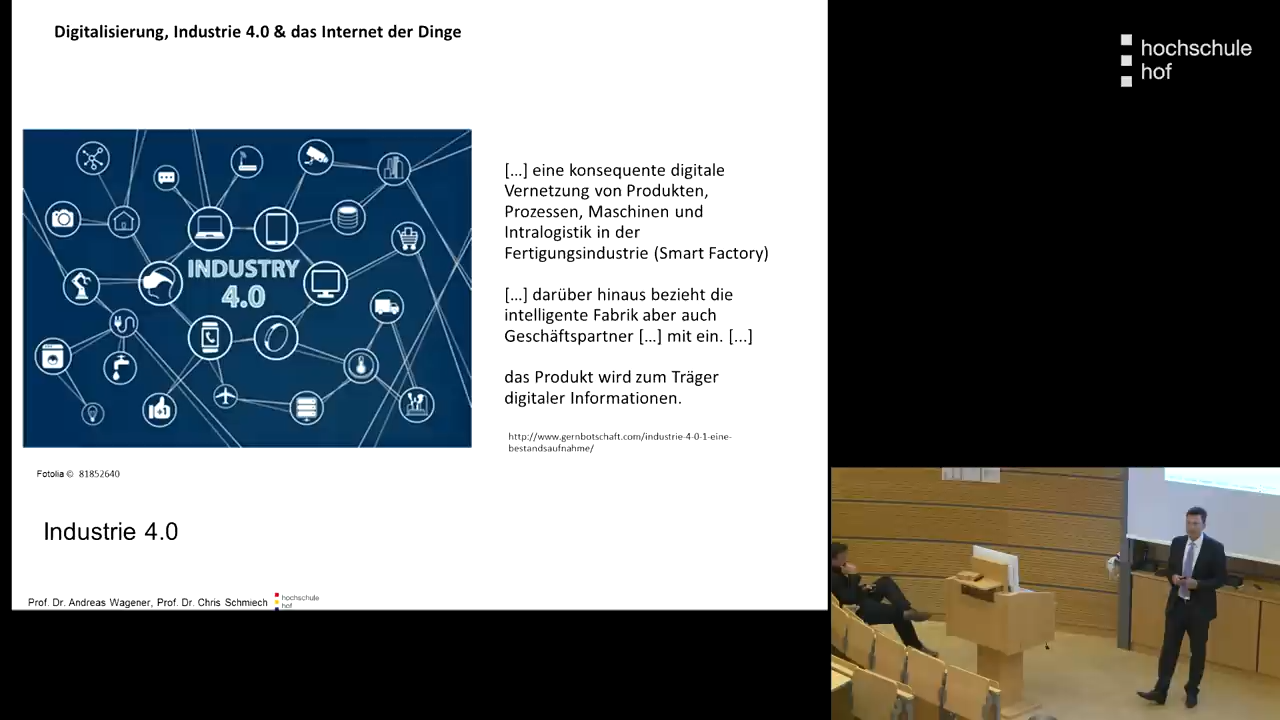 Digitalisierung, Industrie 4.0 & das Internet der Dinge
hochschule
hof
INDUSTRY
4.0
[...] eine konsequente digitale
Vernetzung von Produkten,
Prozessen, Maschinen und
Intralogistik in der
Fertigungsindustrie (Smart Factory)
[...] darüber hinaus bezieht die
intelligente Fabrik aber auch
Geschäftspartner [...] mit ein. [...]
das Produkt wird zum Träger
digitaler Informationen.
http://www.gernbotschaft.com/industrie-4-0-1-eine-
bestandsaufnahme/
Fotolia © 81852640
Industrie 4.0
Prof. Dr. Andreas Wagener, Prof. Dr. Chris Schmiech
hochschule
hof